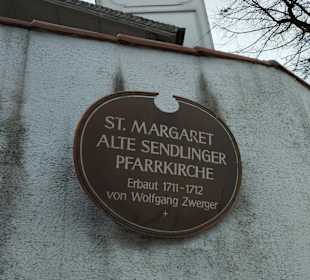 ST. MARGARET
ALTE SENDLINGER
PFARRKIRCHE
Erbaut 1711-1712
von Wolfgang Zwerger
+